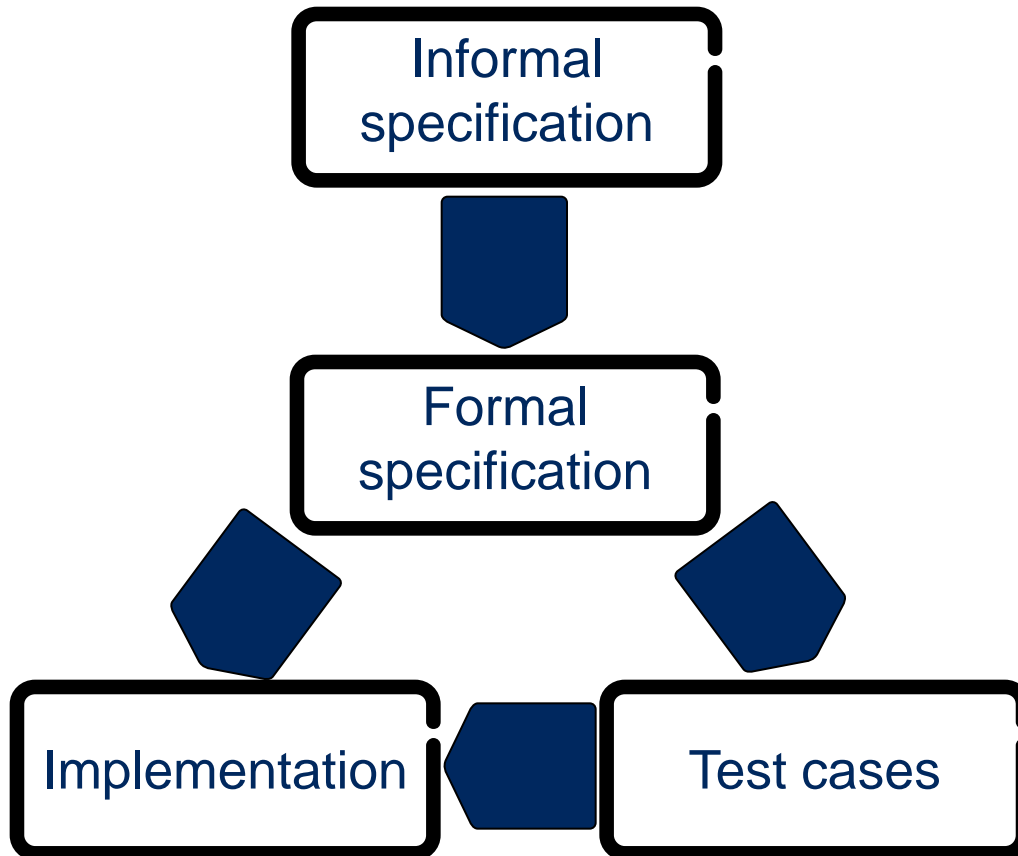 Informal
specification
Formal
specification
Implementation
Test cases